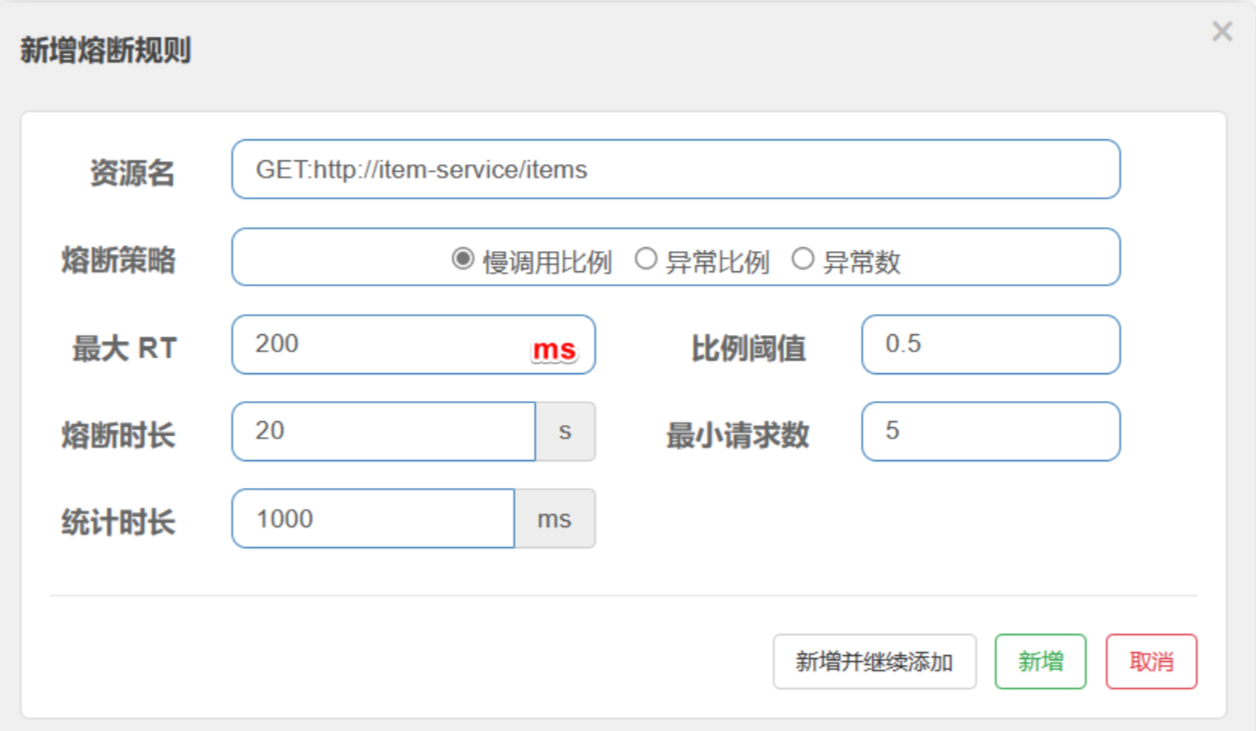 新增熔断规则 ×
资源名 GET:http://item-service/items
熔断策略 慢调用比例 异常比例 异常数
最大 RT 200 ms 比例阈值 0.5
熔断时长 20 s 最小请求数 5
统计时长 1000 ms
新增并继续添加 新增 取消